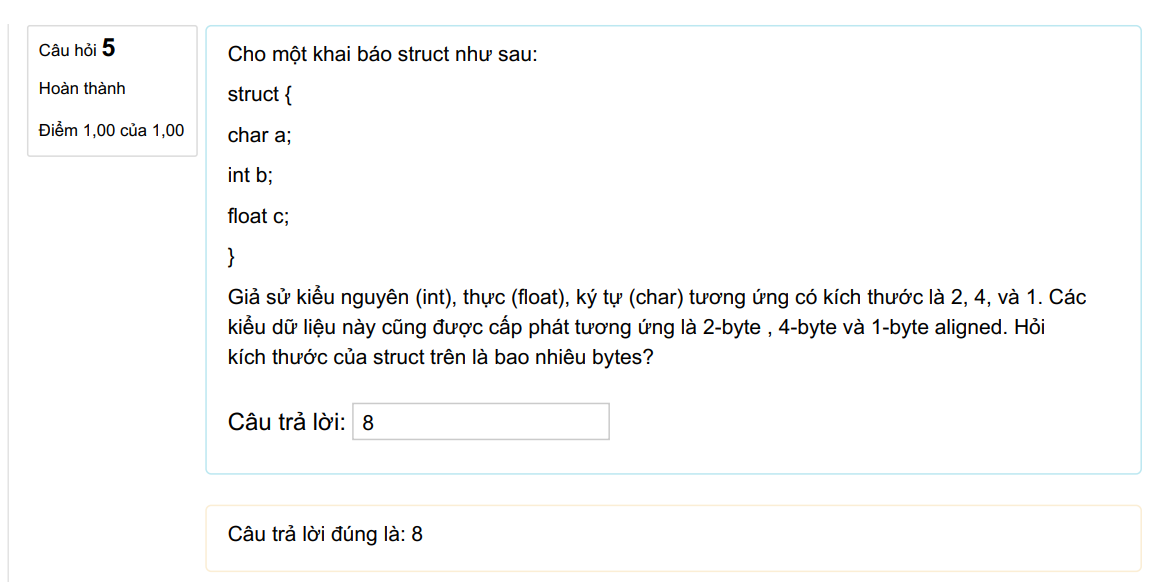 Câu hỏi 5
Hoàn thành
Điểm 1,00 của 1,00
Cho một khai báo struct như sau:
struct {
char a;
int b;
float c;
}
Giả sử kiểu nguyên (int), thực (float), ký tự (char) tương ứng có kích thước là 2, 4, và 1. Các
kiểu dữ liệu này cũng được cấp phát tương ứng là 2-byte , 4-byte và 1-byte aligned. Hỏi
kích thước của struct trên là bao nhiêu bytes?
Câu trả lời: 8
Câu trả lời đúng là: 8